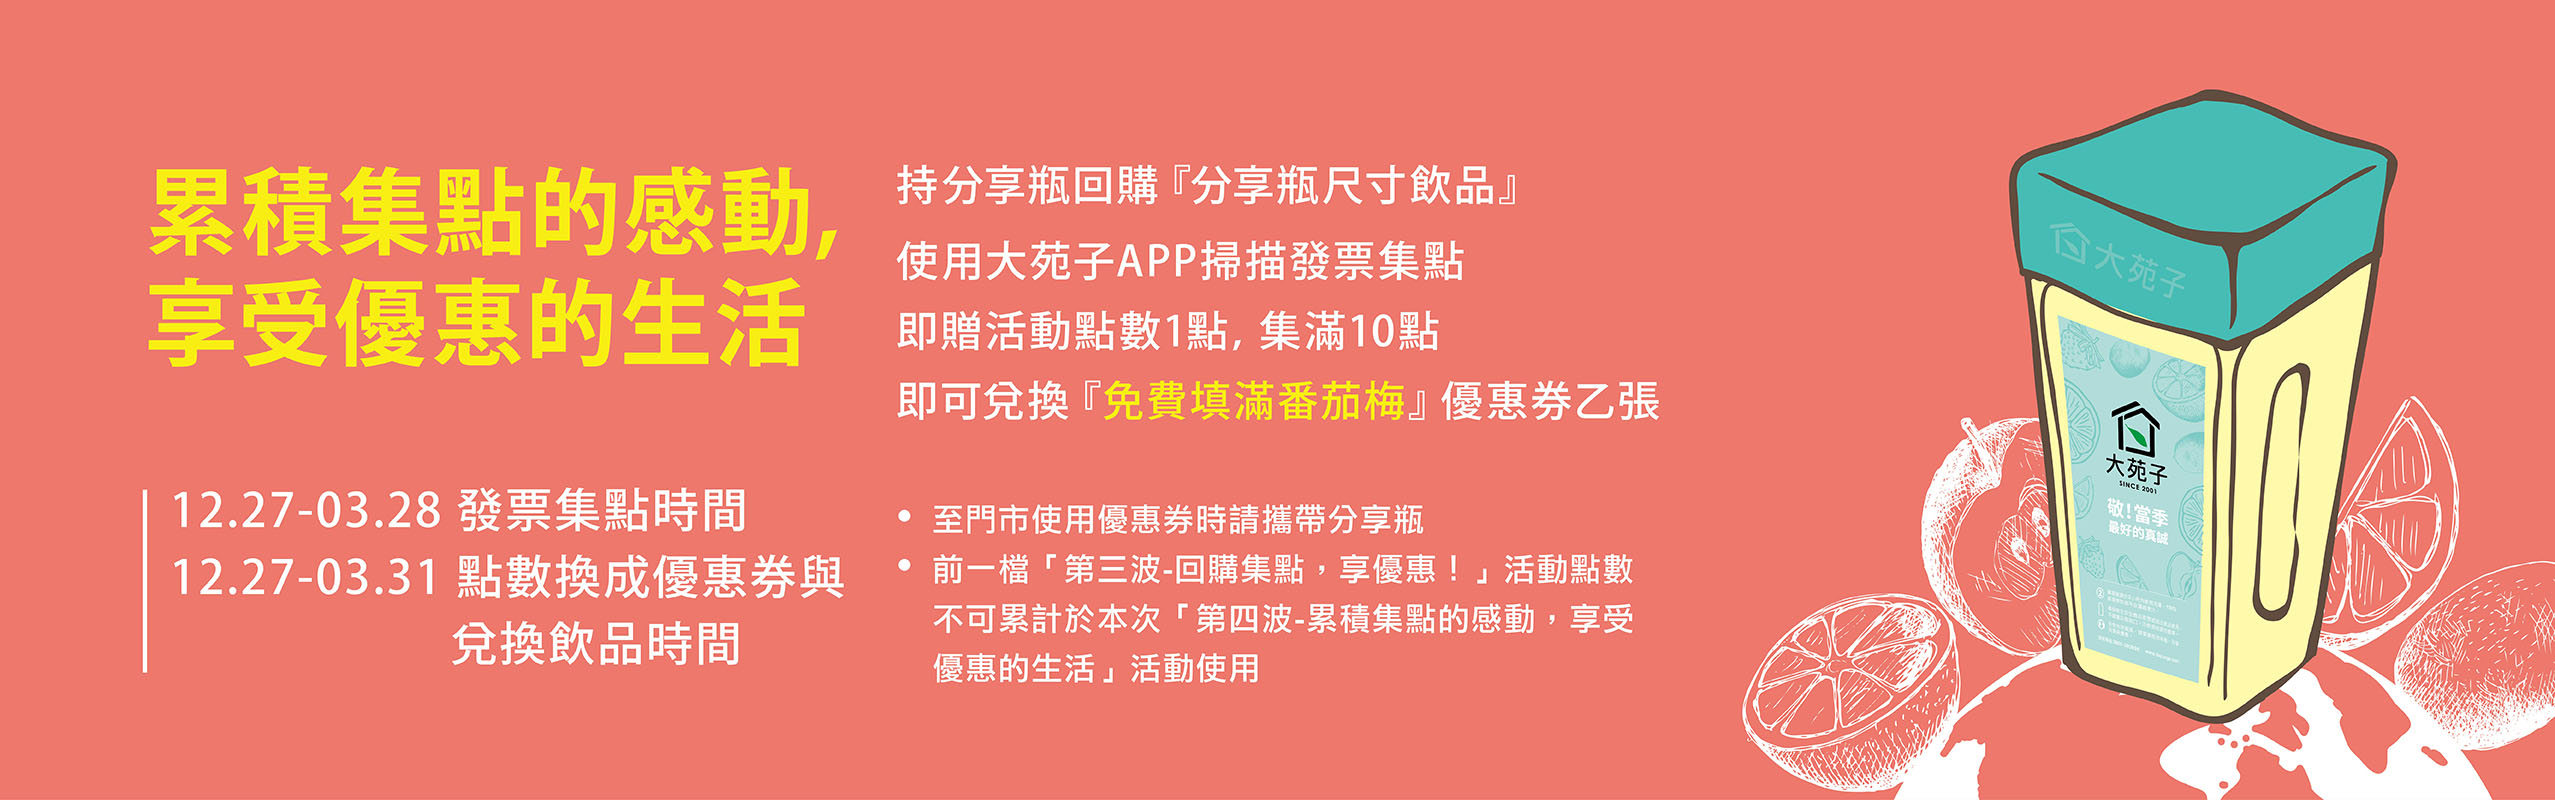 累積集點的感動,
享受優惠的生活
12.27-03.28 發票集點時間
12.27-03.31 點數換成優惠券與
兌換飲品時間
持分享瓶回購『分享瓶尺寸飲品』
使用大苑子APP掃描發票集點
即贈活動點數1點, 集滿10點
即可兌換『免費填滿番茄梅』優惠券乙張
• 至門市使用優惠券時請攜帶分享瓶
• 前一檔「第三波-回購集點，享優惠！」活動點數
不可累計於本次「第四波-累積集點的感動，享受
優惠的生活」活動使用
大苑子
大苑子
SINCE 2001
敬!當季
最好的真誠